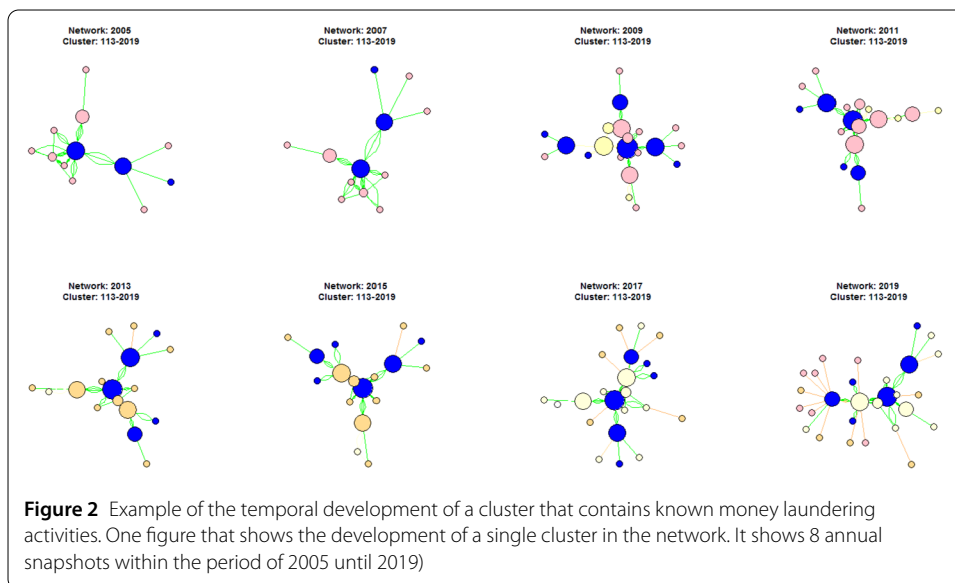 Network: 2005
Cluster: 113-2019
Network: 2007
Cluster: 113-2019
Network: 2009
Cluster: 113-2019
Network: 2011
Cluster: 113-2019
Network: 2013
Cluster: 113-2019
Network: 2015
Cluster: 113-2019
Network: 2017
Cluster: 113-2019
Network: 2019
Cluster: 113-2019
Figure 2 Example of the temporal development of a cluster that contains known money laundering
activities. One figure that shows the development of a single cluster in the network. It shows 8 annual
snapshots within the period of 2005 until 2019)